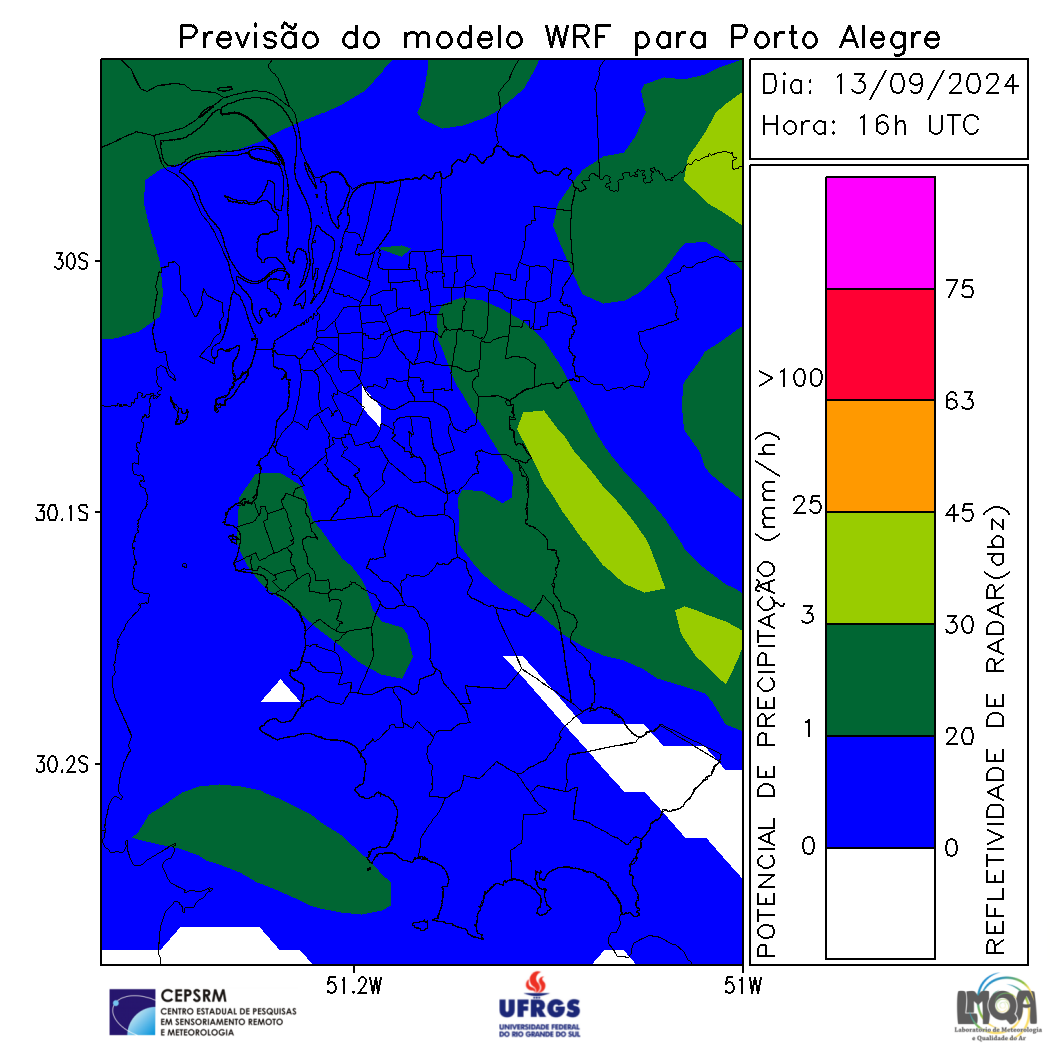 Previsão do modelo WRF para Porto Alegre
Dia: 13/09/2024
Hora: 16h UTC
30S
30.1S
30.2S
51.2W
51W
POTENCIAL DE PRECIPITAÇÃO (mm/h)
>100
25
3
1
0
75
63
45
30
20
0
REFLETIVIDADE DE RADAR(dbz)
CEPSRM
CENTRO ESTADUAL DE PESQUISAS
EM SENSORIAMENTO REMOTO
E METEOROLOGIA
UFRGS
UNIVERSIDADE FEDERAL
DO RIO GRANDE DO SUL
LMQA
Laboratório de Meteorologia
e Qualidade do Ar